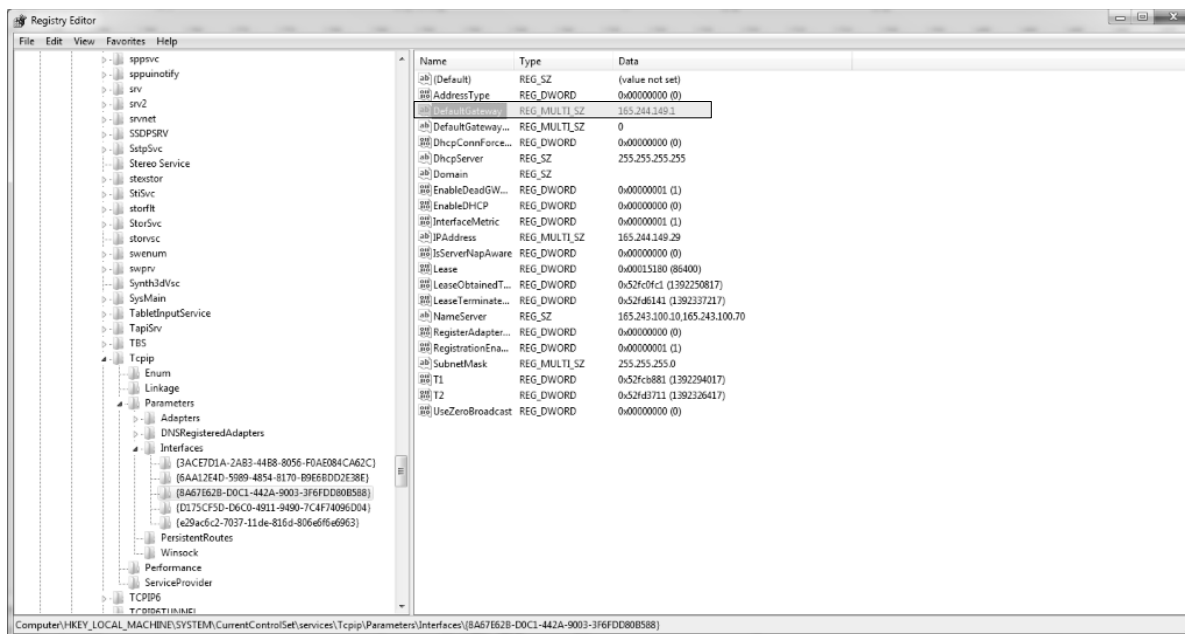 Registry Editor
File Edit View Favorites Help
sppsvc
sppuinotify
srv
srv2
srvnet
SSDPSRV
SstpSvc
Stereo Service
stexstor
StiSvc
storflt
StorSvc
storvsc
swenum
swprv
Synth3dVsc
SysMain
TabletInputService
TapiSrv
TBS
Tcpip
Enum
Linkage
Parameters
Adapters
DNSRegisteredAdapters
Interfaces
{3ACE7D1A-2AB3-44B8-8056-F0AE084CA62C}
{6AA12E4D-5989-4854-8170-B9E6BDD2E38E}
{8A67E62B-D0C1-442A-9003-3F6FDD80B588}
{D175CF5D-D6C0-4911-9490-7C4F74096D04}
{e29ac6c2-7037-11de-816d-806e6f6e6963}
PersistentRoutes
Winsock
Performance
ServiceProvider
TCPIP6
TCPIP6TUNNEL
Name Type Data
(Default) REG_SZ (value not set)
AddressType REG_DWORD 0x00000000 (0)
DefaultGateway REG_MULTI_SZ 165.244.149.1
DefaultGateway... REG_MULTI_SZ 0
DhcpConnForce... REG_DWORD 0x00000000 (0)
DhcpServer REG_SZ 255.255.255.255
Domain REG_SZ
EnableDeadGW... REG_DWORD 0x00000001 (1)
EnableDHCP REG_DWORD 0x00000000 (0)
InterfaceMetric REG_DWORD 0x00000001 (1)
IPAddress REG_MULTI_SZ 165.244.149.29
IsServerNapAware REG_DWORD 0x00000000 (0)
Lease REG_DWORD 0x00015180 (86400)
LeaseObtainedT... REG_DWORD 0x52fc0fc1 (1392250817)
LeaseTerminate... REG_DWORD 0x52fd6141 (1392337217)
NameServer REG_SZ 165.243.100.10,165.243.100.70
RegisterAdapter... REG_DWORD 0x00000000 (0)
RegistrationEna... REG_DWORD 0x00000001 (1)
SubnetMask REG_MULTI_SZ 255.255.255.0
T1 REG_DWORD 0x52fcb881 (1392294017)
T2 REG_DWORD 0x52fd3711 (1392326417)
UseZeroBroadcast REG_DWORD 0x00000000 (0)
Computer\HKEY_LOCAL_MACHINE\SYSTEM\CurrentControlSet\services\Tcpip\Parameters\Interfaces\{8A67E62B-D0C1-442A-9003-3F6FDD80B588}